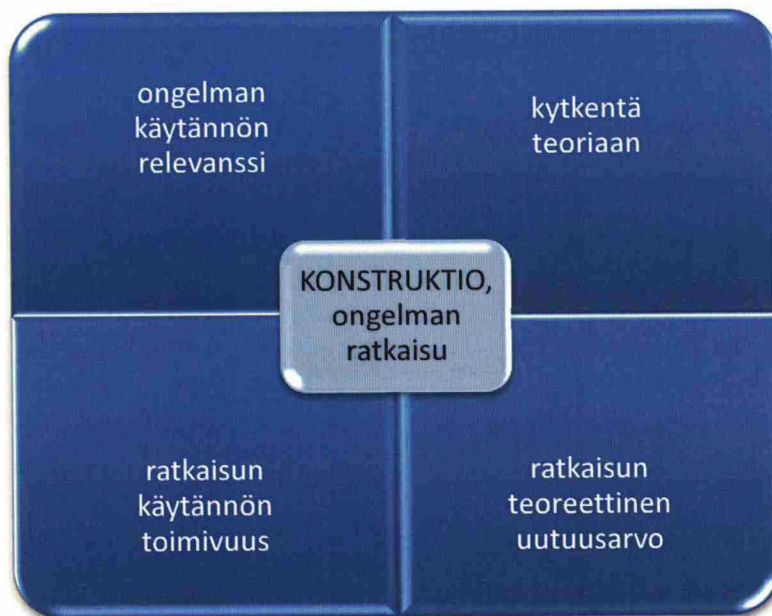 ongelman
käytännön
relevanssi
kytkentä
teoriaan
KONSTRUKTIO,
ongelman
ratkaisu
ratkaisun
käytännön
toimivuus
ratkaisun
teoreettinen
uutuusarvo